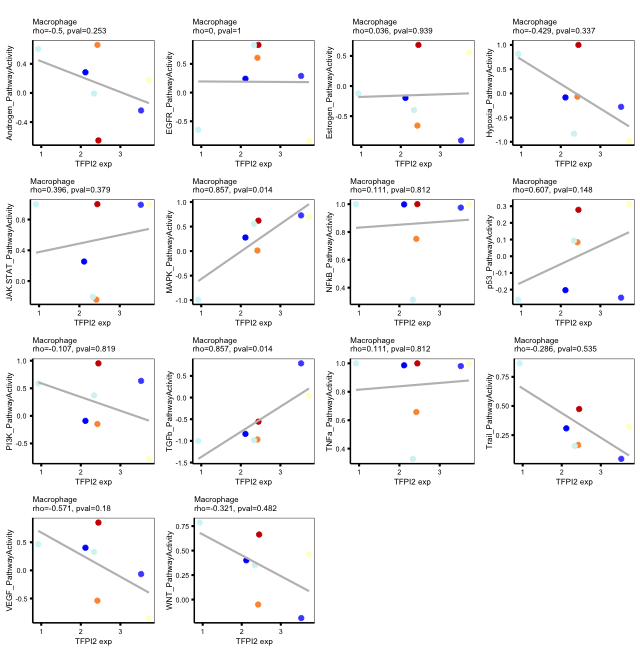 Macrophage
rho=-0.5, pval=0.253
Androgen_PathwayActivity
0.4
0.0
-0.4
1 2 3
TFPI2 exp
Macrophage
rho=0, pval=1
EGFR_PathwayActivity
0.5
0.0
-0.5
1 2 3
TFPI2 exp
Macrophage
rho=0.036, pval=0.939
Estrogen_PathwayActivity
0.5
0.0
-0.5
1 2 3
TFPI2 exp
Macrophage
rho=-0.429, pval=0.337
Hypoxia_PathwayActivity
1.0
0.5
0.0
-0.5
-1.0
1 2 3
TFPI2 exp
Macrophage
rho=0.396, pval=0.379
JAK.STAT_PathwayActivity
0.8
0.4
0.0
1 2 3
TFPI2 exp
Macrophage
rho=0.857, pval=0.014
MAPK_PathwayActivity
1.0
0.5
0.0
-0.5
-1.0
1 2 3
TFPI2 exp
Macrophage
rho=0.111, pval=0.812
NFkB_PathwayActivity
1.0
0.8
0.6
0.4
1 2 3
TFPI2 exp
Macrophage
rho=0.607, pval=0.148
p53_PathwayActivity
0.3
0.2
0.1
0.0
-0.1
-0.2
1 2 3
TFPI2 exp
Macrophage
rho=-0.107, pval=0.819
PI3K_PathwayActivity
1.0
0.5
0.0
-0.5
1 2 3
TFPI2 exp
Macrophage
rho=0.857, pval=0.014
TGFb_PathwayActivity
0.5
0.0
-0.5
-1.0
-1.5
1 2 3
TFPI2 exp
Macrophage
rho=0.111, pval=0.812
TNFa_PathwayActivity
1.0
0.8
0.6
0.4
1 2 3
TFPI2 exp
Macrophage
rho=-0.286, pval=0.535
Trail_PathwayActivity
0.75
0.50
0.25
1 2 3
TFPI2 exp
Macrophage
rho=-0.571, pval=0.18
VEGF_PathwayActivity
0.5
0.0
-0.5
1 2 3
TFPI2 exp
Macrophage
rho=-0.321, pval=0.482
WNT_PathwayActivity
0.75
0.50
0.25
0.00
1 2 3
TFPI2 exp